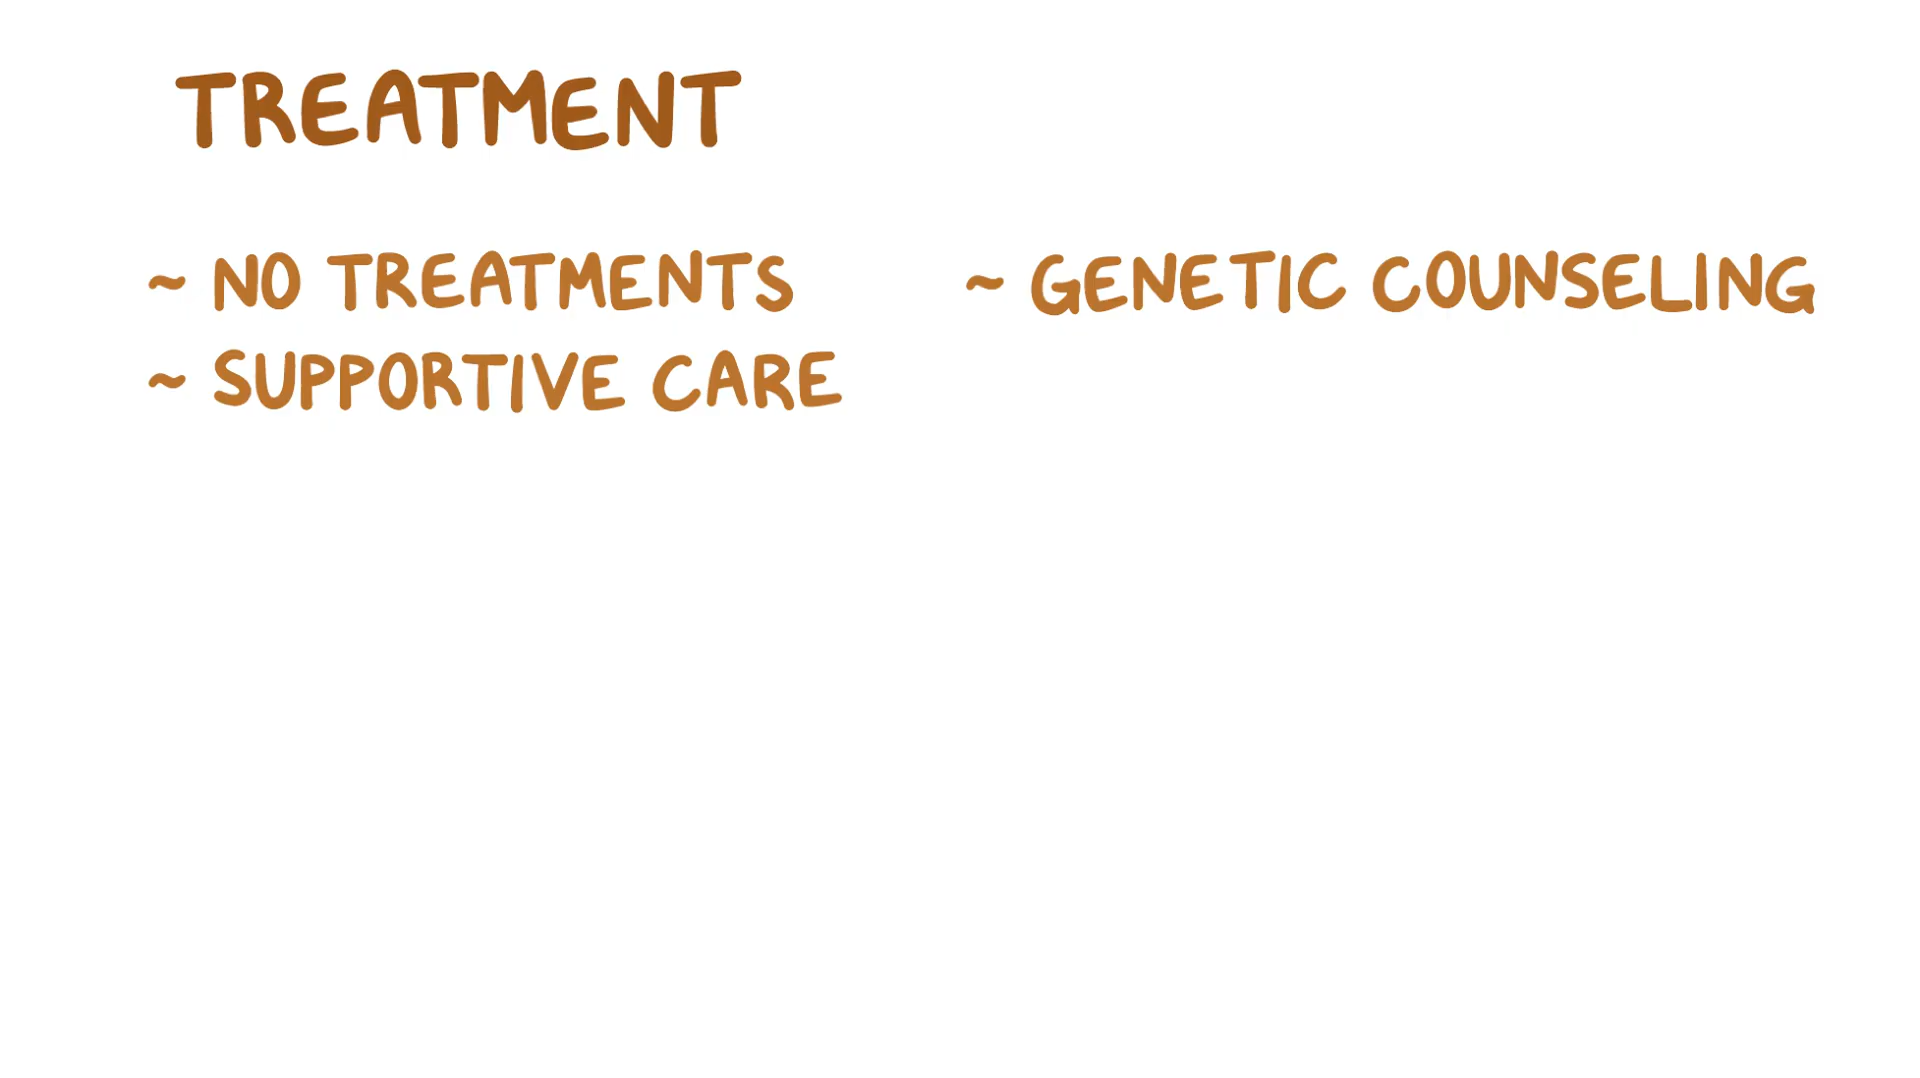 TREATMENT
~ NO TREATMENTS
~ SUPPORTIVE CARE
~ GENETIC COUNSELING